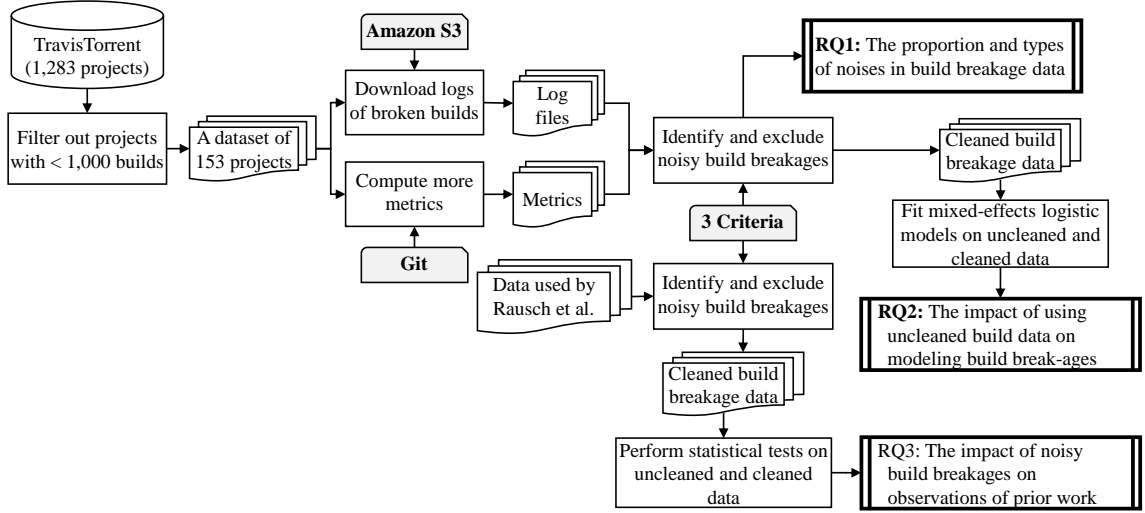 TravisTorrent
(1,283 projects)
Filter out projects
with < 1,000 builds
A dataset of
153 projects
Amazon S3
Download logs
of broken builds
Log
files
Compute more
metrics
Metrics
Git
Identify and exclude
noisy build breakages
RQ1: The proportion and types
of noises in build breakage data
Cleaned build
breakage data
Fit mixed-effects logistic
models on uncleaned and
cleaned data
RQ2: The impact of using
uncleaned build data on
modeling build break-ages
3 Criteria
Data used by
Rausch et al.
Identify and exclude
noisy build breakages
Cleaned build
breakage data
Perform statistical tests on
uncleaned and cleaned
data
RQ3: The impact of noisy
build breakages on
observations of prior work